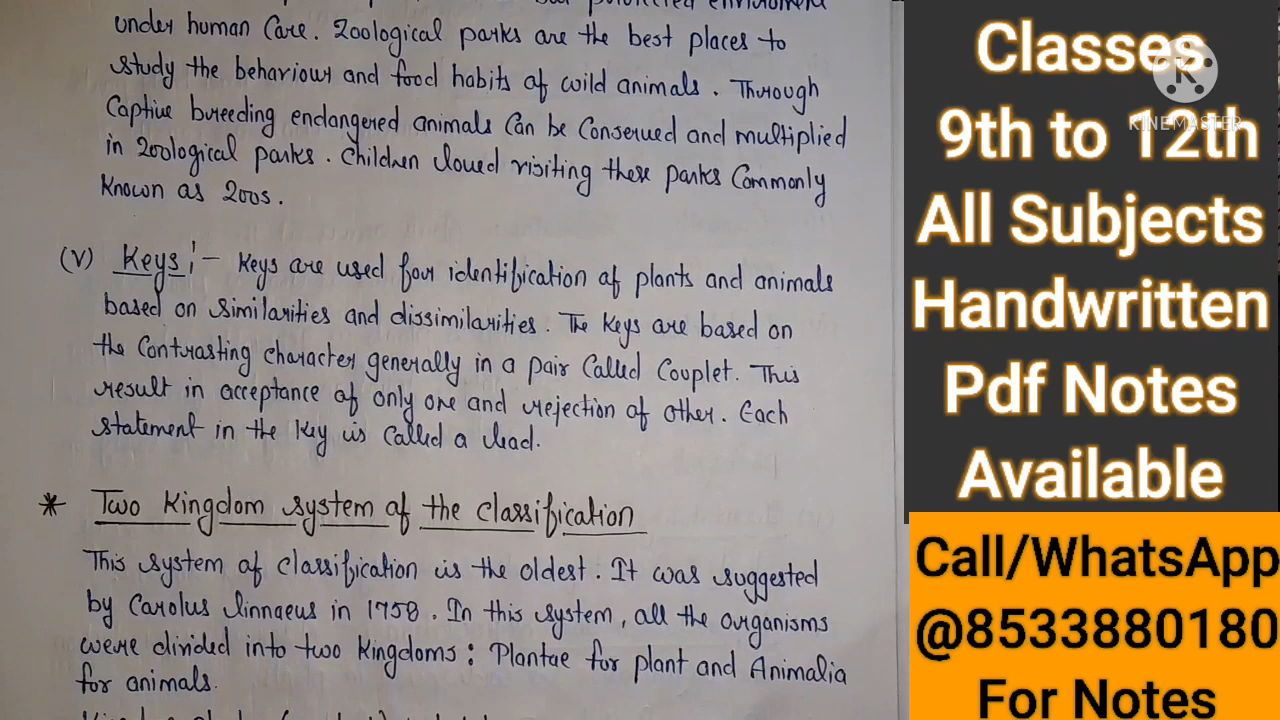 under human Care. Zoological parks are the best places to
study the behaviour and food habits of wild animals. Through
Captive breeding endangered animals Can be Conserved and multiplied
in Zoological parks. Children loved visiting these parks Commonly
Known as Zoos.
(V) Keys:- Keys are used for identification of plants and animals
based on similarities and dissimilarities. The Keys are based on
the Contrasting character generally in a pair Called Couplet. This
result in acceptance of only one and rejection of other. Each
statement in the Key is called a lead.
* Two Kingdom system of the classification
This system of classification is the oldest. It was suggested
by Carolus linnaeus in 1758. In this system, all the organisms
were divided into two Kingdoms: Plantae for plant and Animalia
for animals.
Classes
9th to 12th
All Subjects
Handwritten
Pdf Notes
Available
Call/WhatsApp
@8533880180
For Notes
K
KINEMASTER